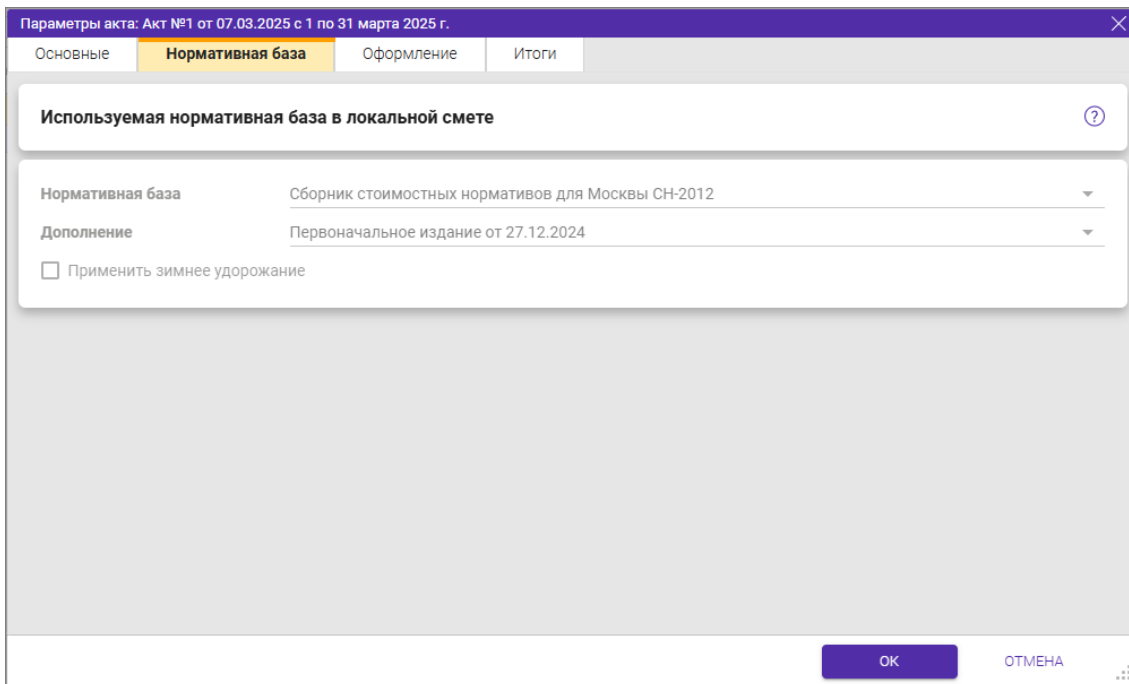 Параметры акта: Акт №1 от 07.03.2025 с 1 по 31 марта 2025 г.
Основные Нормативная база Оформление Итоги
Используемая нормативная база в локальной смете ?
Нормативная база Сборник стоимостных нормативов для Москвы СН-2012
Дополнение Первоначальное издание от 27.12.2024
Применить зимнее удорожание
ОК ОТМЕНА